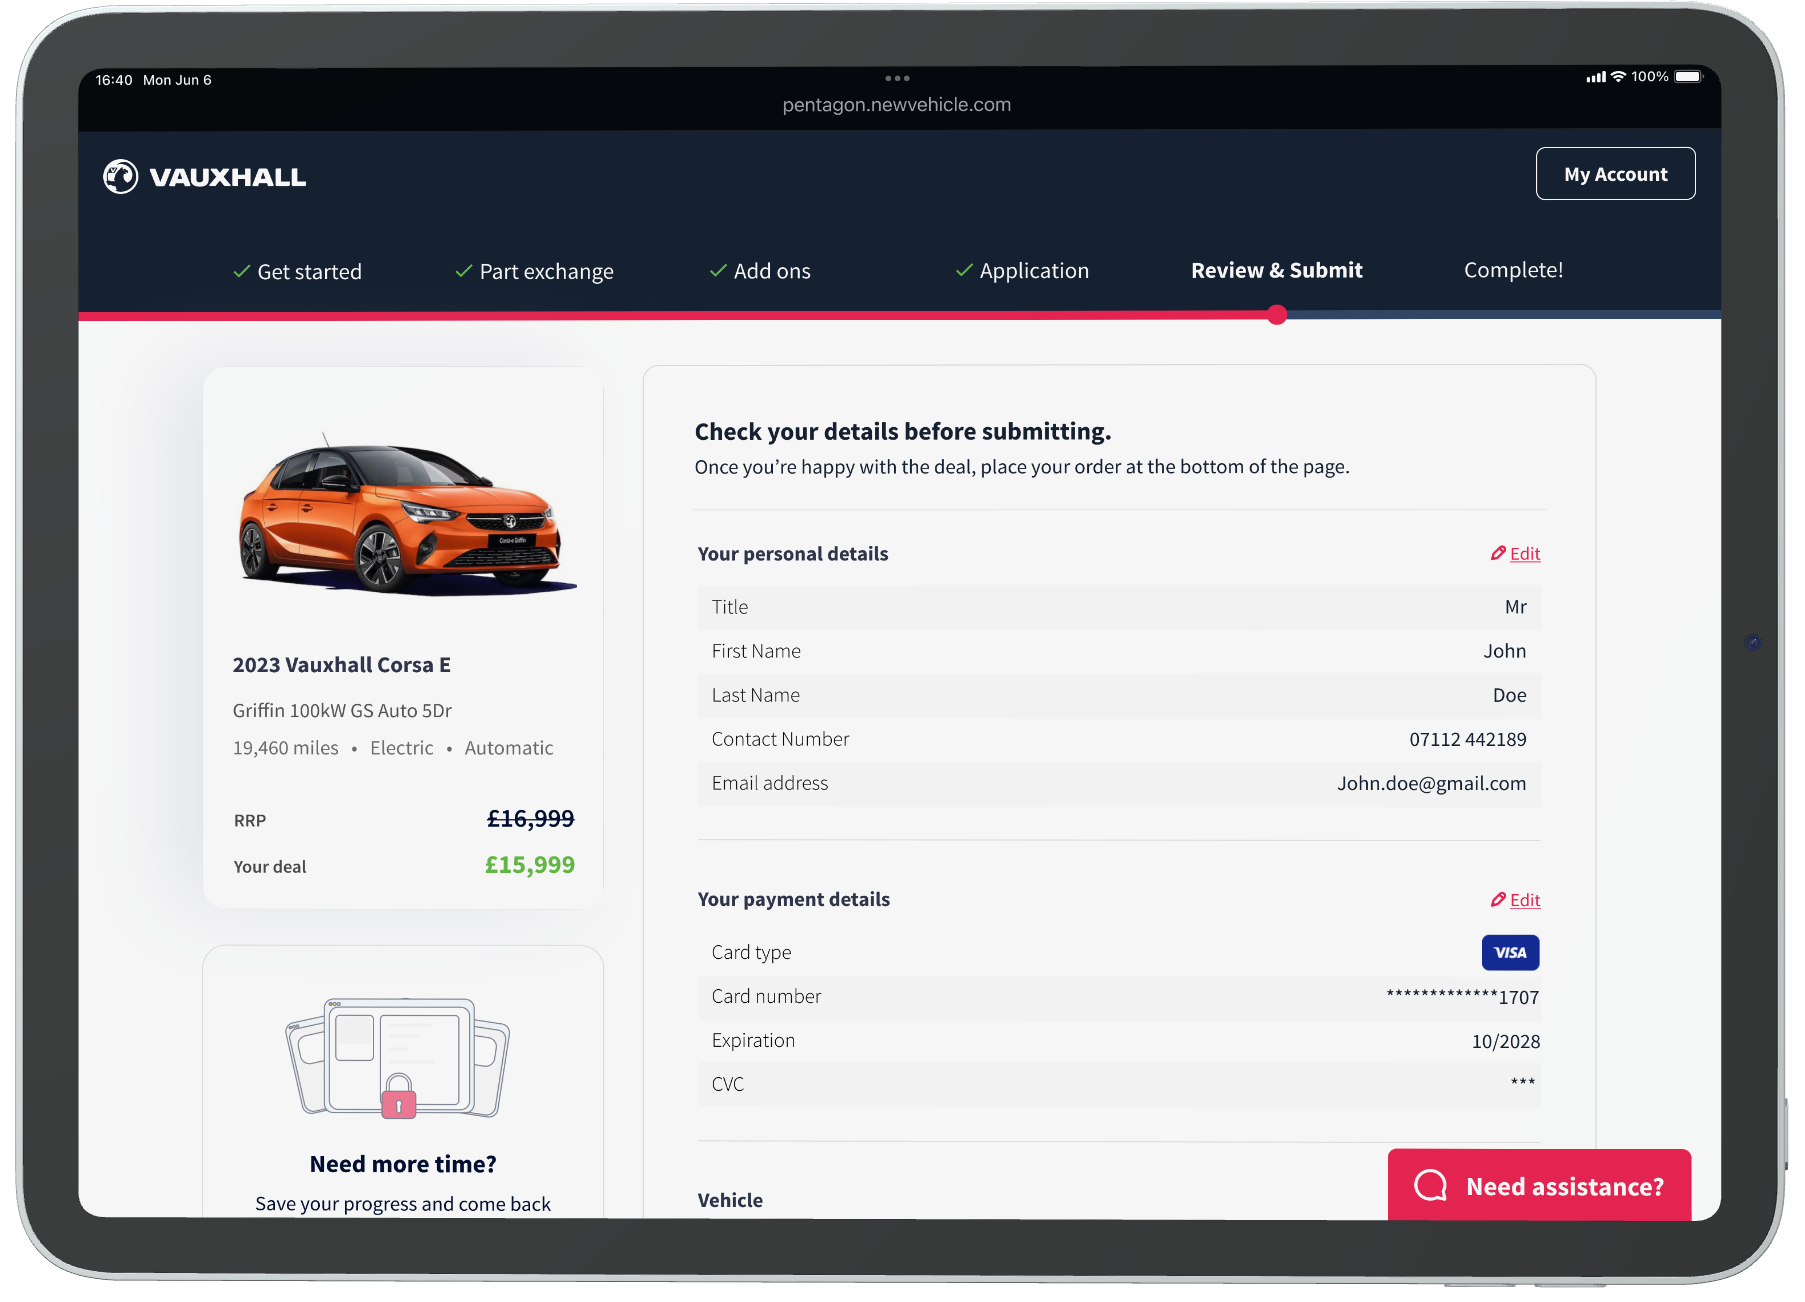 16:40 Mon Jun 6
100%
pentagon.newvehicle.com
VAUXHALL
My Account
Get started
Part exchange
Add ons
Application
Review & Submit
Complete!
Corsa-e Griffin
2023 Vauxhall Corsa E
Griffin 100kW GS Auto 5Dr
19,460 miles • Electric • Automatic
RRP £16,999
Your deal £15,999
Need more time?
Save your progress and come back
Check your details before submitting.
Once you’re happy with the deal, place your order at the bottom of the page.
Your personal details Edit
Title Mr
First Name John
Last Name Doe
Contact Number 07112 442189
Email address John.doe@gmail.com
Your payment details Edit
Card type VISA
Card number *************1707
Expiration 10/2028
CVC ***
Vehicle
Need assistance?